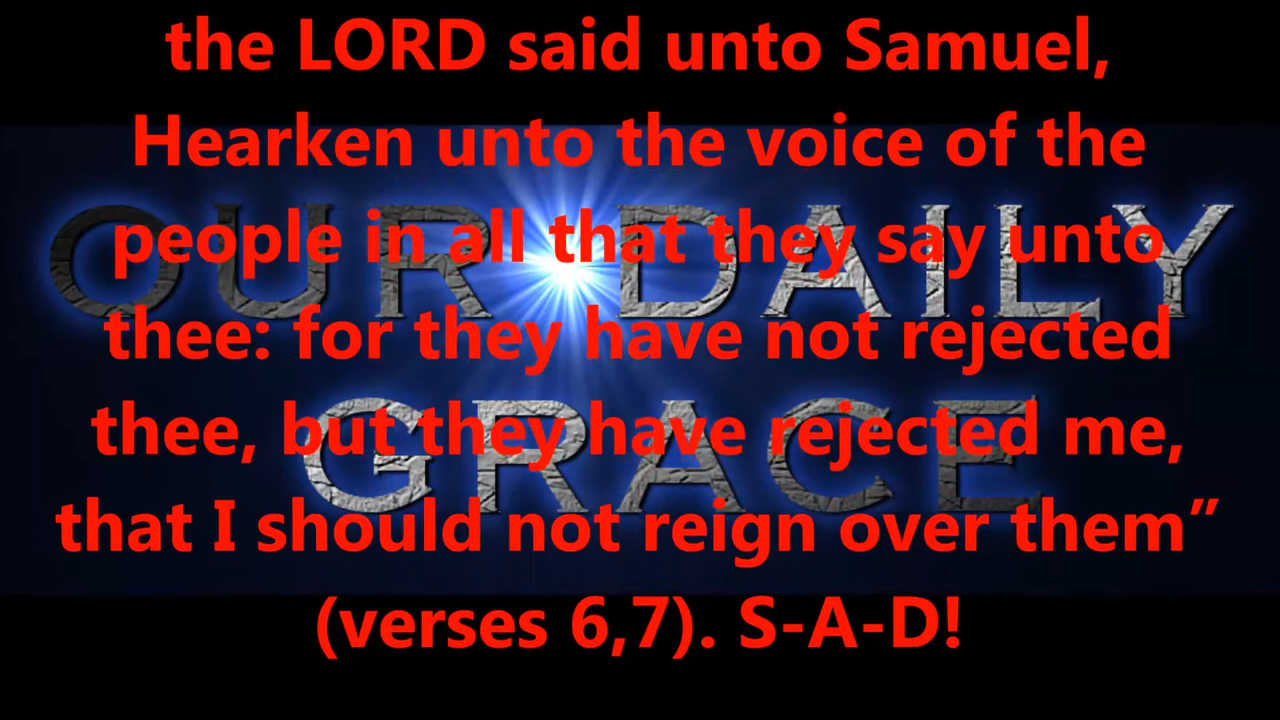 the LORD said unto Samuel,
Hearken unto the voice of the
people in all that they say unto
thee: for they have not rejected
thee, but they have rejected me,
that I should not reign over them”
(verses 6,7). S-A-D!
OUR DAILY
GRACE